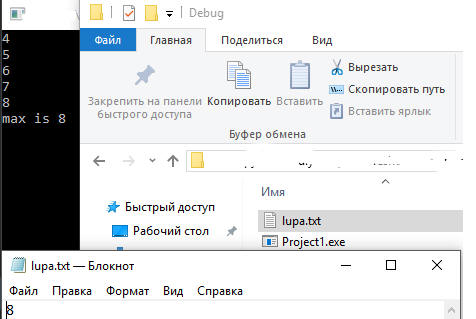 4
5
6
7
8
max is 8
Debug
Файл Главная Поделиться Вид
Закрепить на панели быстрого доступа
Копировать
Вставить
Вырезать
Скопировать путь
Вставить ярлык
Буфер обмена
Быстрый доступ
Рабочий стол
Имя
lupa.txt
Project1.exe
lupa.txt — Блокнот
Файл Правка Формат Вид Справка
8